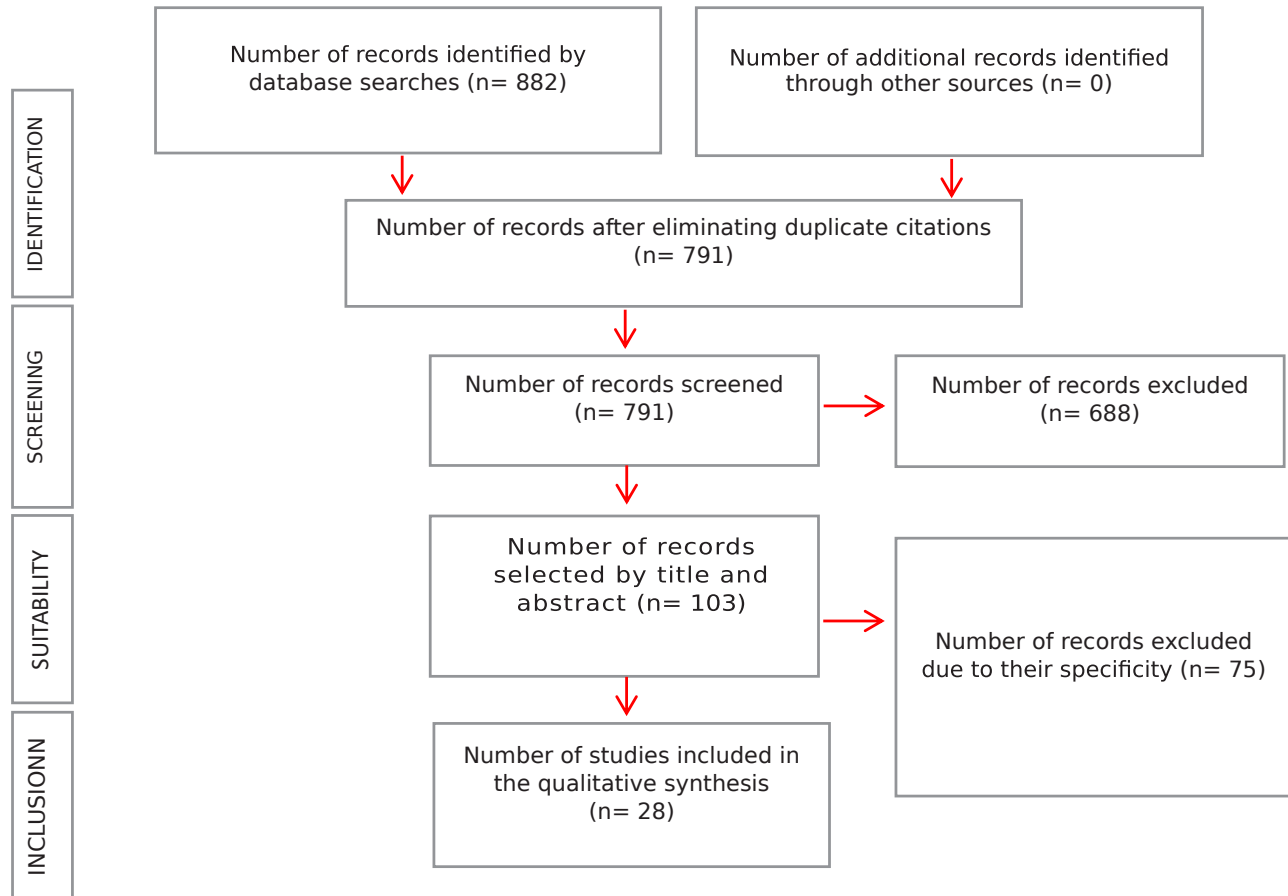 Number of records identified by
database searches (n= 882)
Number of additional records identified
through other sources (n= 0)
IDENTIFICATION
Number of records after eliminating duplicate citations
(n= 791)
SCREENING
Number of records screened
(n= 791)
Number of records excluded
(n= 688)
SUITABILITY
Number of records
selected by title and
abstract (n= 103)
Number of records excluded
due to their specificity (n= 75)
INCLUSIONN
Number of studies included in
the qualitative synthesis
(n= 28)